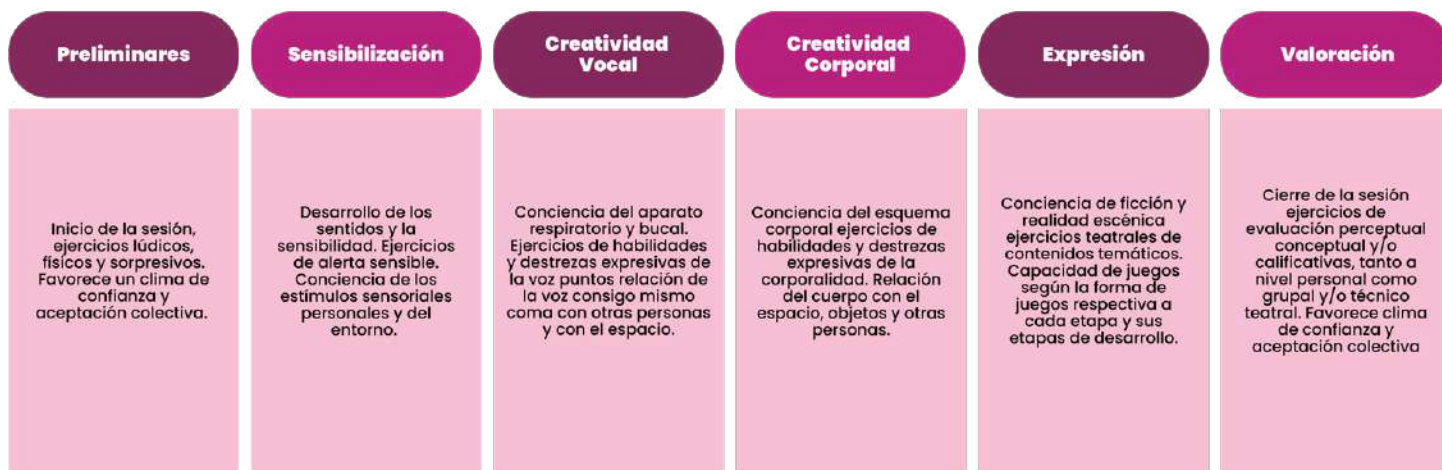 Preliminares
Inicio de la sesión,
ejercicios lúdicos,
físicos y sorpresivos.
Favorece un clima de
confianza y
aceptación colectiva.
Sensibilización
Desarrollo de los
sentidos y la
sensibilidad. Ejercicios
de alerta sensible.
Conciencia de los
estímulos sensoriales
personales y del
entorno.
Creatividad
Vocal
Conciencia del aparato
respiratorio y bucal.
Ejercicios de habilidades
y destrezas expresivas de
la voz puntos relación de
la voz consigo mismo
coma con otras personas
y con el espacio.
Creatividad
Corporal
Conciencia del esquema
corporal ejercicios de
habilidades y destrezas
expresivas de la
corporalidad. Relación
del cuerpo con el
espacio, objetos y otras
personas.
Expresión
Conciencia de ficción y
realidad escénica
ejercicios teatrales de
contenidos temáticos.
Capacidad de juegos
según la forma de
juegos respectiva a
cada etapa y sus
etapas de desarrollo.
Valoración
Cierre de la sesión
ejercicios de
evaluación perceptual
conceptual y/o
calificativas, tanto a
nivel personal como
grupal y/o técnico
teatral. Favorece clima
de confianza y
aceptación colectiva